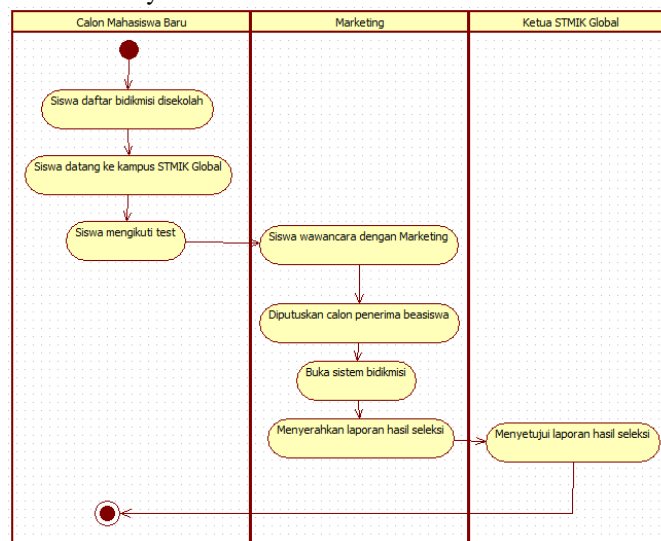 Calon Mahasiswa Baru
Marketing
Ketua STMIK Global
Siswa daftar bidikmisi disekolah
Siswa datang ke kampus STMIK Global
Siswa mengikuti test
Siswa wawancara dengan Marketing
Diputuskan calon penerima beasiswa
Buka sistem bidikmisi
Menyerahkan laporan hasil seleksi
Menyetujui laporan hasil seleksi